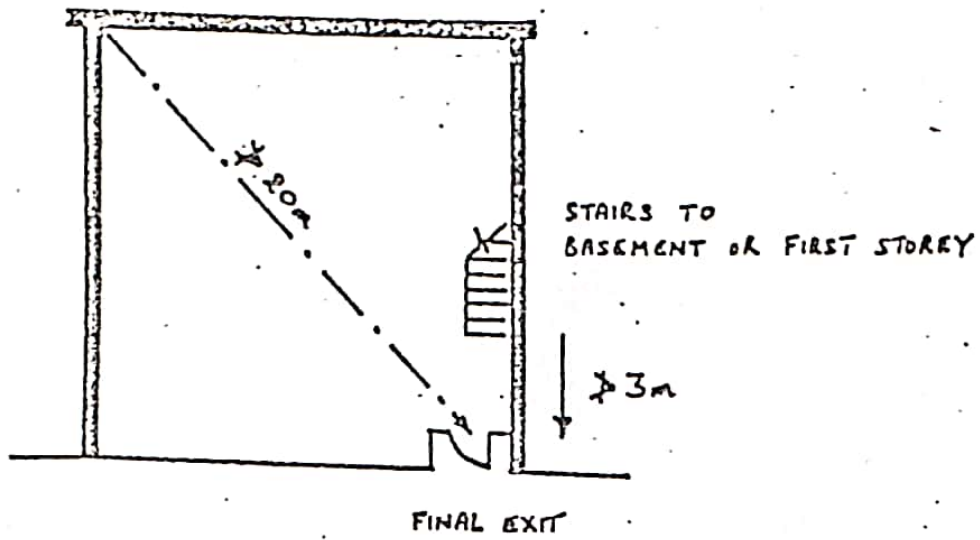 ≯ 20m
STAIRS TO
BASEMENT OR FIRST STOREY
≯ 3m
FINAL EXIT